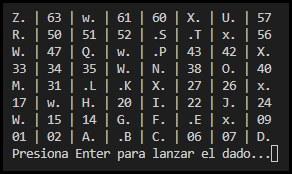 Z. | 63 | w. | 61 | 60 | X. | U. | 57
R. | 50 | 51 | 52 | .S | .T | x. | 56
W. | 47 | Q. | w. | .P | 43 | 42 | X.
33 | 34 | 35 | W. | N. | 38 | O. | 40
M. | 31 | .L | .K | X. | 27 | 26 | x.
17 | w. | H. | 20 | I. | 22 | J. | 24
W. | 15 | 14 | G. | F. | .E | x. | 09
01 | 02 | A. | .B | C. | 06 | 07 | D.
Presiona Enter para lanzar el dado...